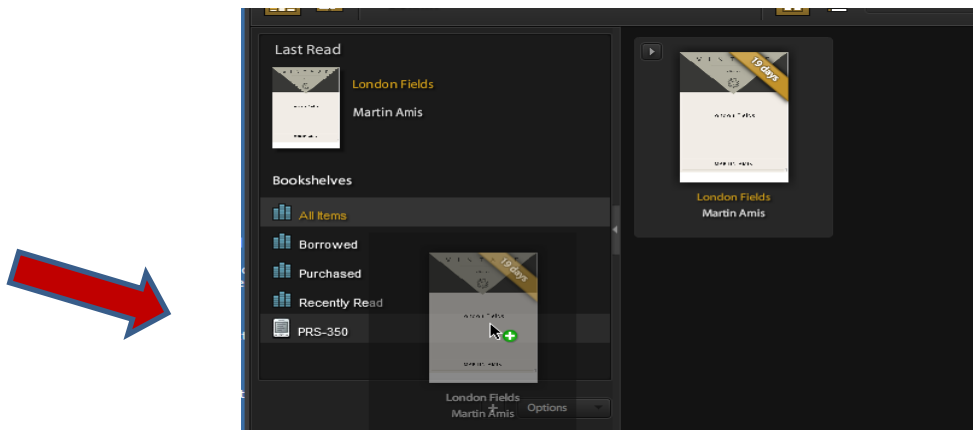 Last Read
London Fields
Martin Amis
Bookshelves
All Items
Borrowed
Purchased
Recently Read
PRS-350
19 days
London Fields
Martin Amis
Options
19 days
London Fields
Martin Amis